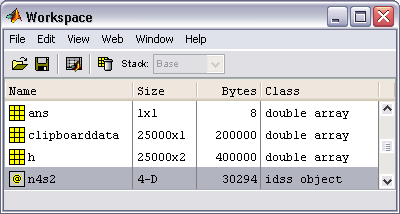 Workspace
File Edit View Web Window Help
Stack: Base
Name Size Bytes Class
ans 1x1 8 double array
clipboarddata 25000x1 200000 double array
h 25000x2 400000 double array
@ n4s2 4-D 30294 idss object